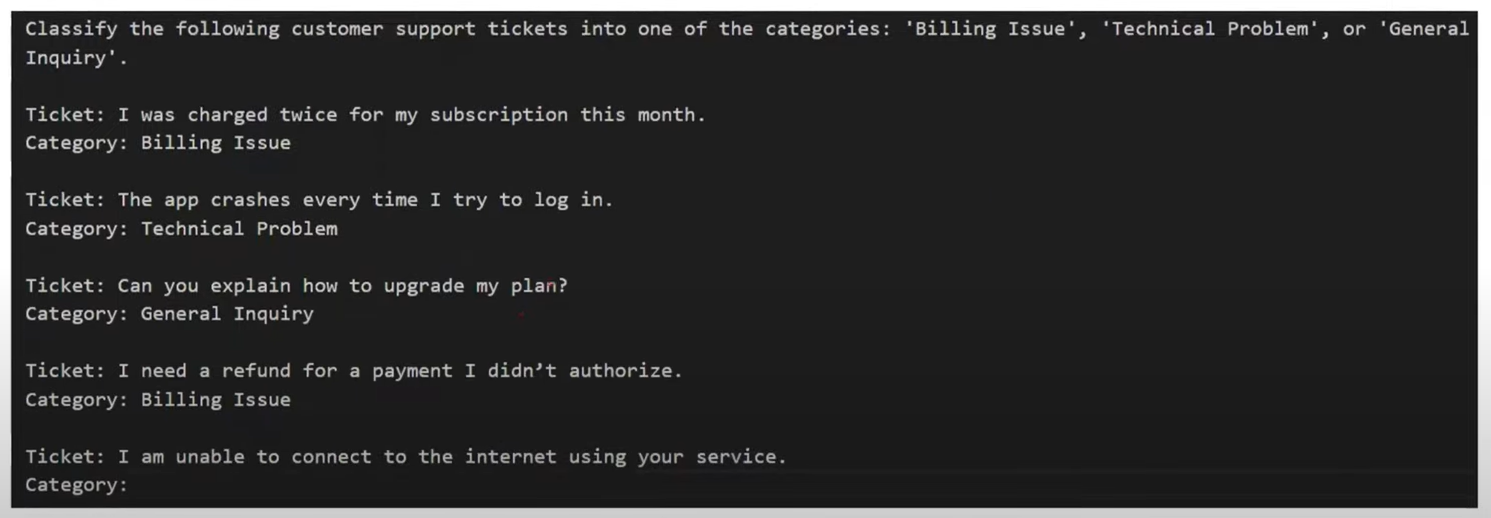 Classify the following customer support tickets into one of the categories: 'Billing Issue', 'Technical Problem', or 'General
Inquiry'.
Ticket: I was charged twice for my subscription this month.
Category: Billing Issue
Ticket: The app crashes every time I try to log in.
Category: Technical Problem
Ticket: Can you explain how to upgrade my plan?
Category: General Inquiry
Ticket: I need a refund for a payment I didn’t authorize.
Category: Billing Issue
Ticket: I am unable to connect to the internet using your service.
Category: